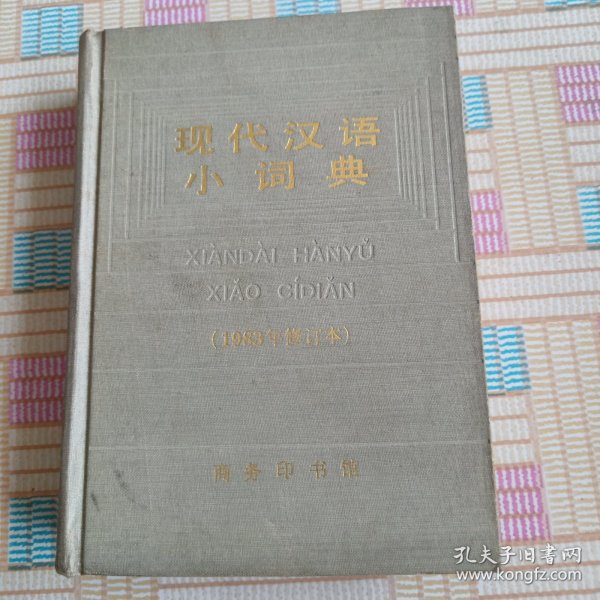 现代汉语
小词典
XIÀNDÀI HÀNYǓ
XIǍO CÍDIǍN
(1983年修订本)
商务印书馆
孔夫子旧书网
www.kongfz.com